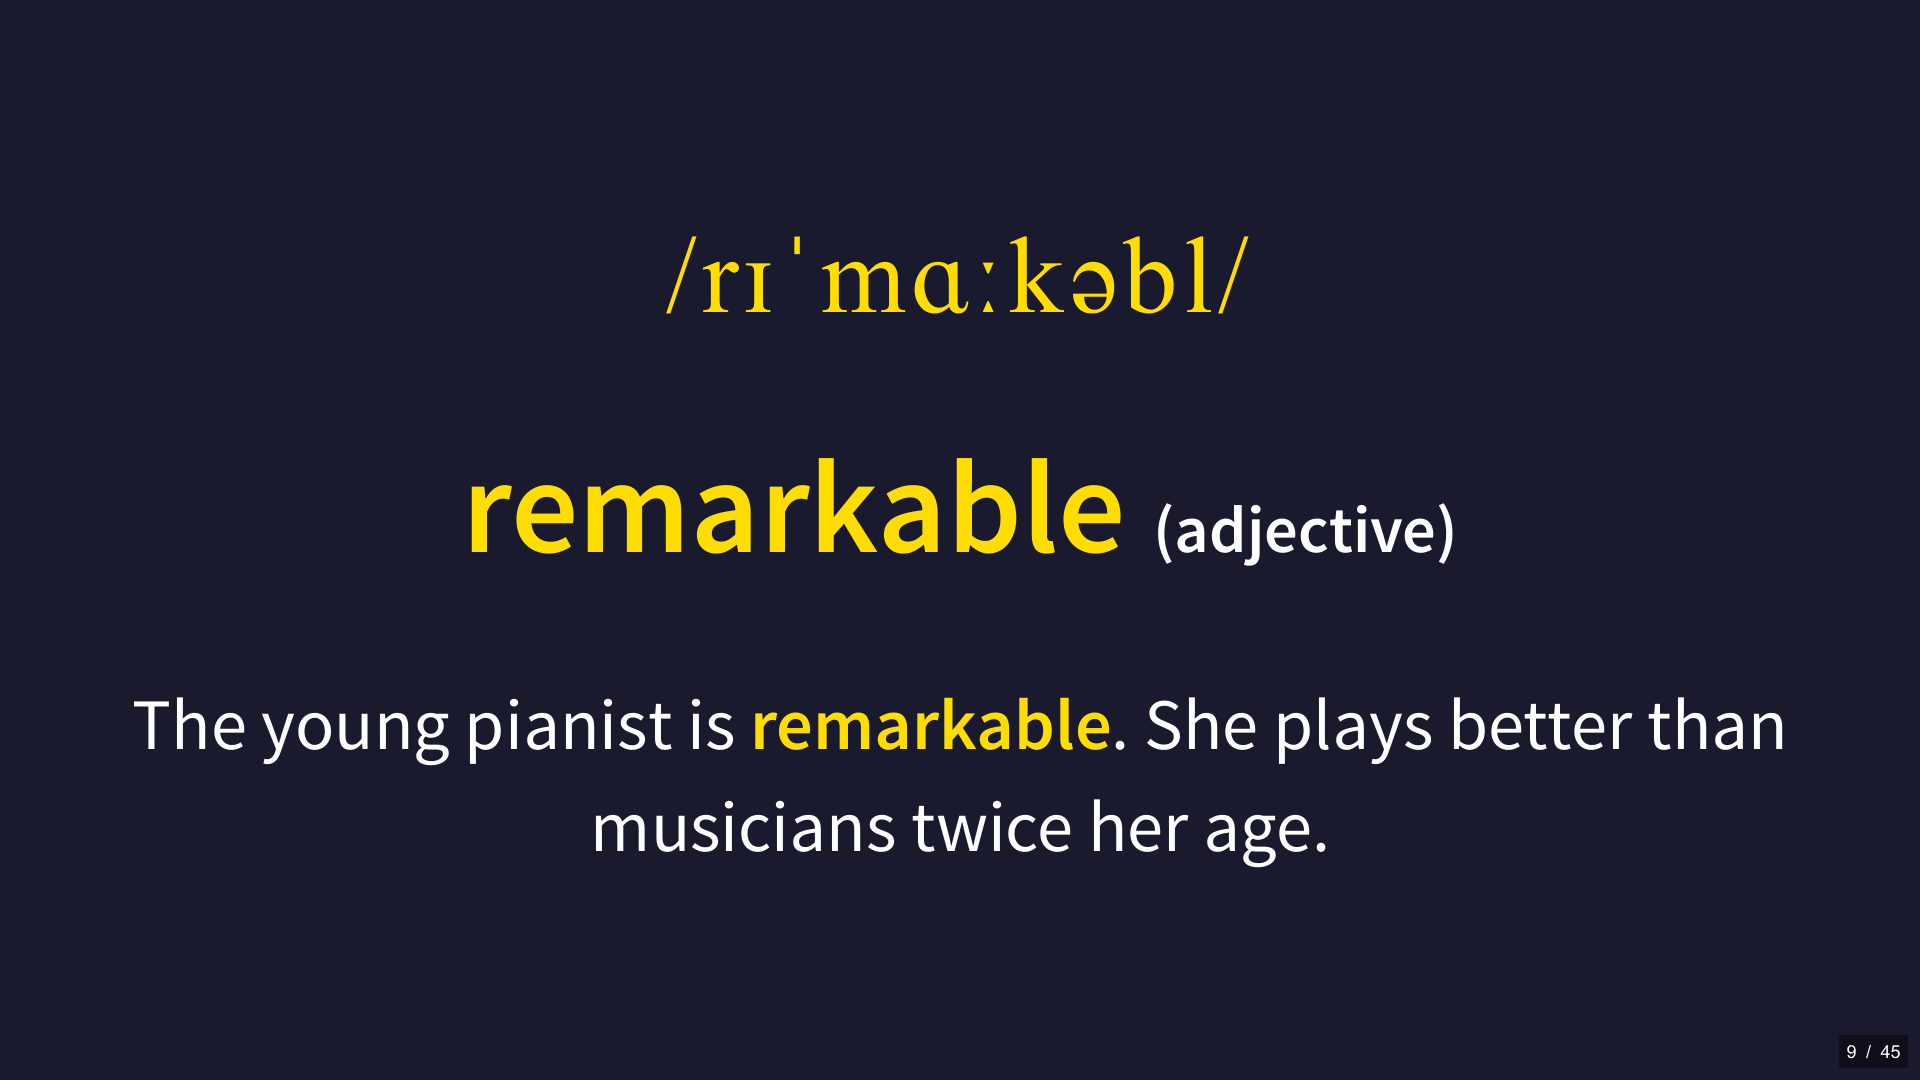 /rɪˈmɑːkəbl/
remarkable (adjective)
The young pianist is remarkable. She plays better than
musicians twice her age.
9 / 45